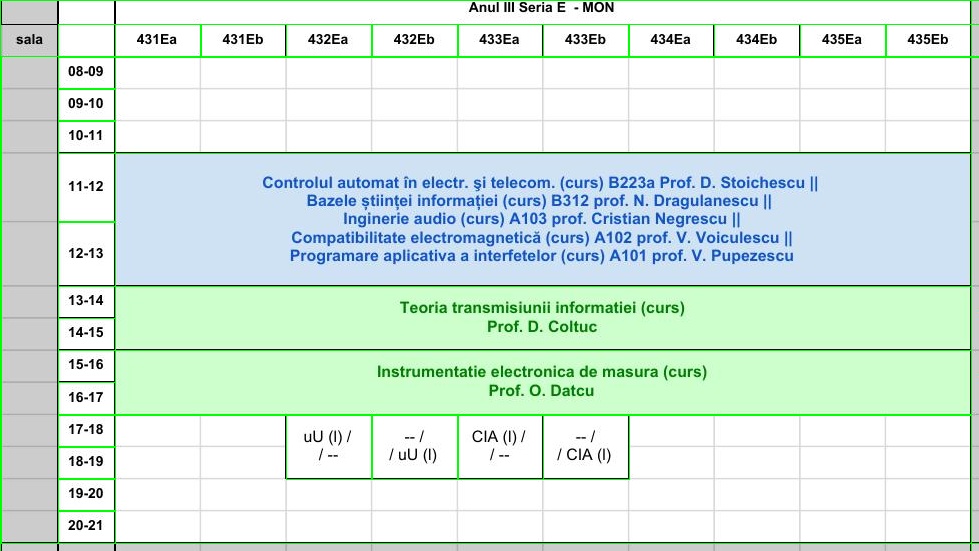 Anul III Seria E - MON
sala 431Ea 431Eb 432Ea 432Eb 433Ea 433Eb 434Ea 434Eb 435Ea 435Eb
08-09
09-10
10-11
11-12
12-13
Controlul automat în electr. şi telecom. (curs) B223a Prof. D. Stoichescu ||
Bazele științei informației (curs) B312 prof. N. Dragulanescu ||
Inginerie audio (curs) A103 prof. Cristian Negrescu ||
Compatibilitate electromagnetică (curs) A102 prof. V. Voiculescu ||
Programare aplicativa a interfetelor (curs) A101 prof. V. Pupezescu
13-14
14-15
Teoria transmisiunii informatiei (curs)
Prof. D. Coltuc
15-16
16-17
Instrumentatie electronica de masura (curs)
Prof. O. Datcu
17-18
18-19
uU (l) /
/ --
-- /
/ uU (l)
CIA (l) /
/ --
-- /
/ CIA (l)
19-20
20-21